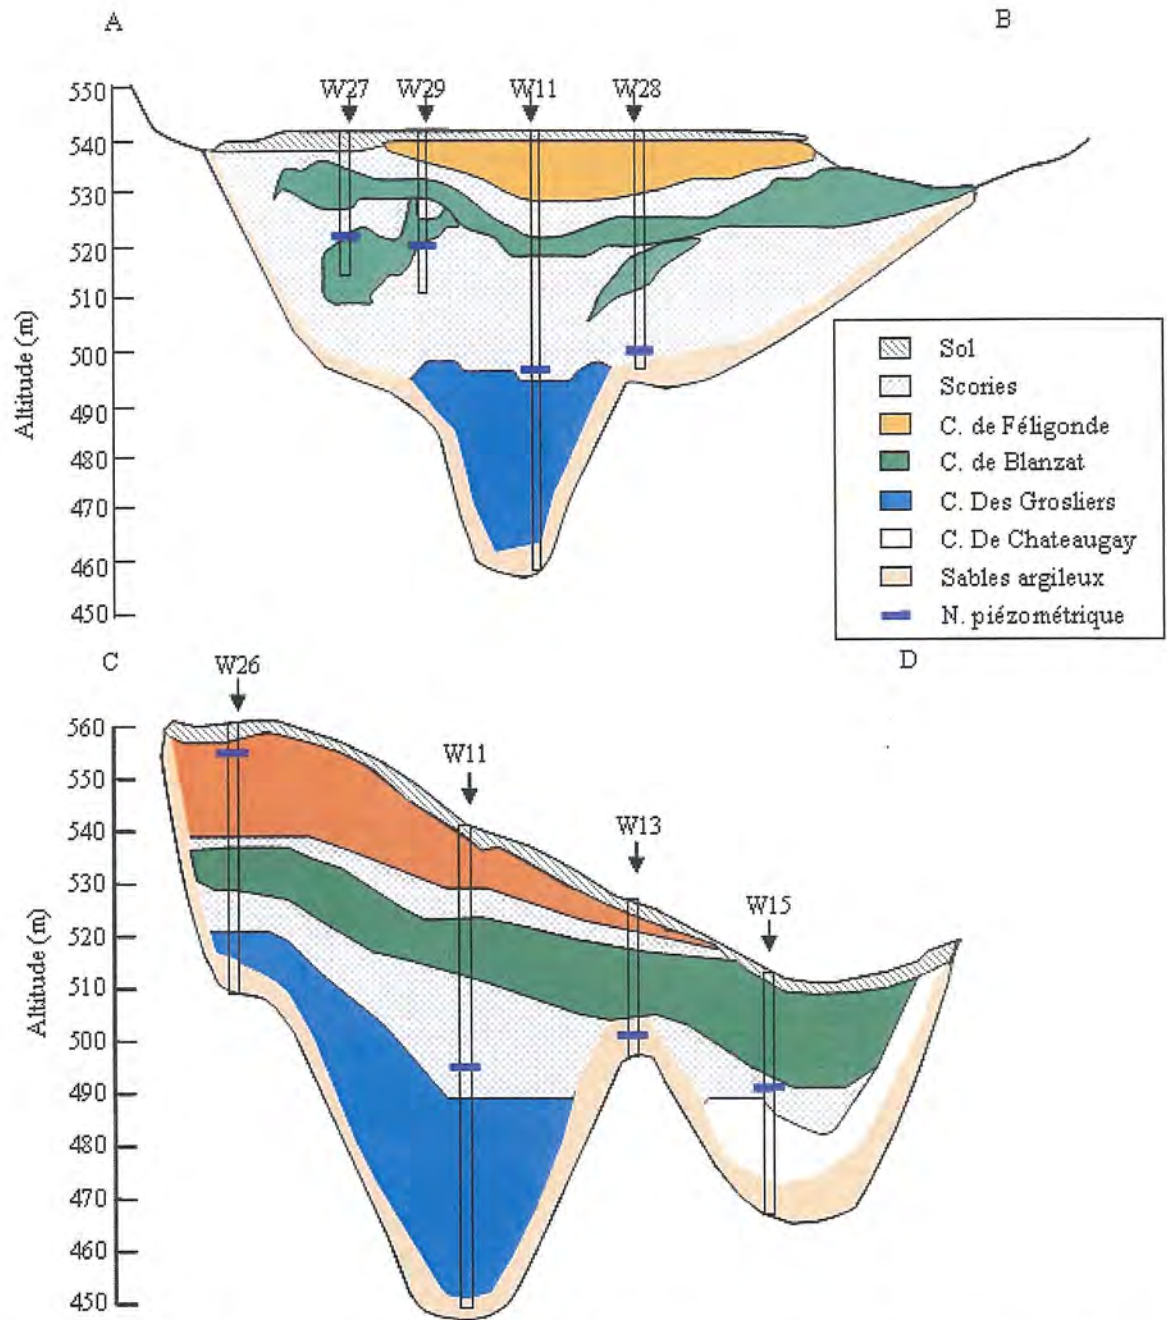 A
B
W27 W29 W11 W28
550
540
530
520
510
500
490
480
470
460
450
Altitude (m)
Sol
Scories
C. de Féligonde
C. de Blanzat
C. Des Grosliers
C. De Chateaugay
Sables argileux
N. piézométrique
C
D
W26
W11
W13
W15
560
550
540
530
520
510
500
490
480
470
460
450
Altitude (m)